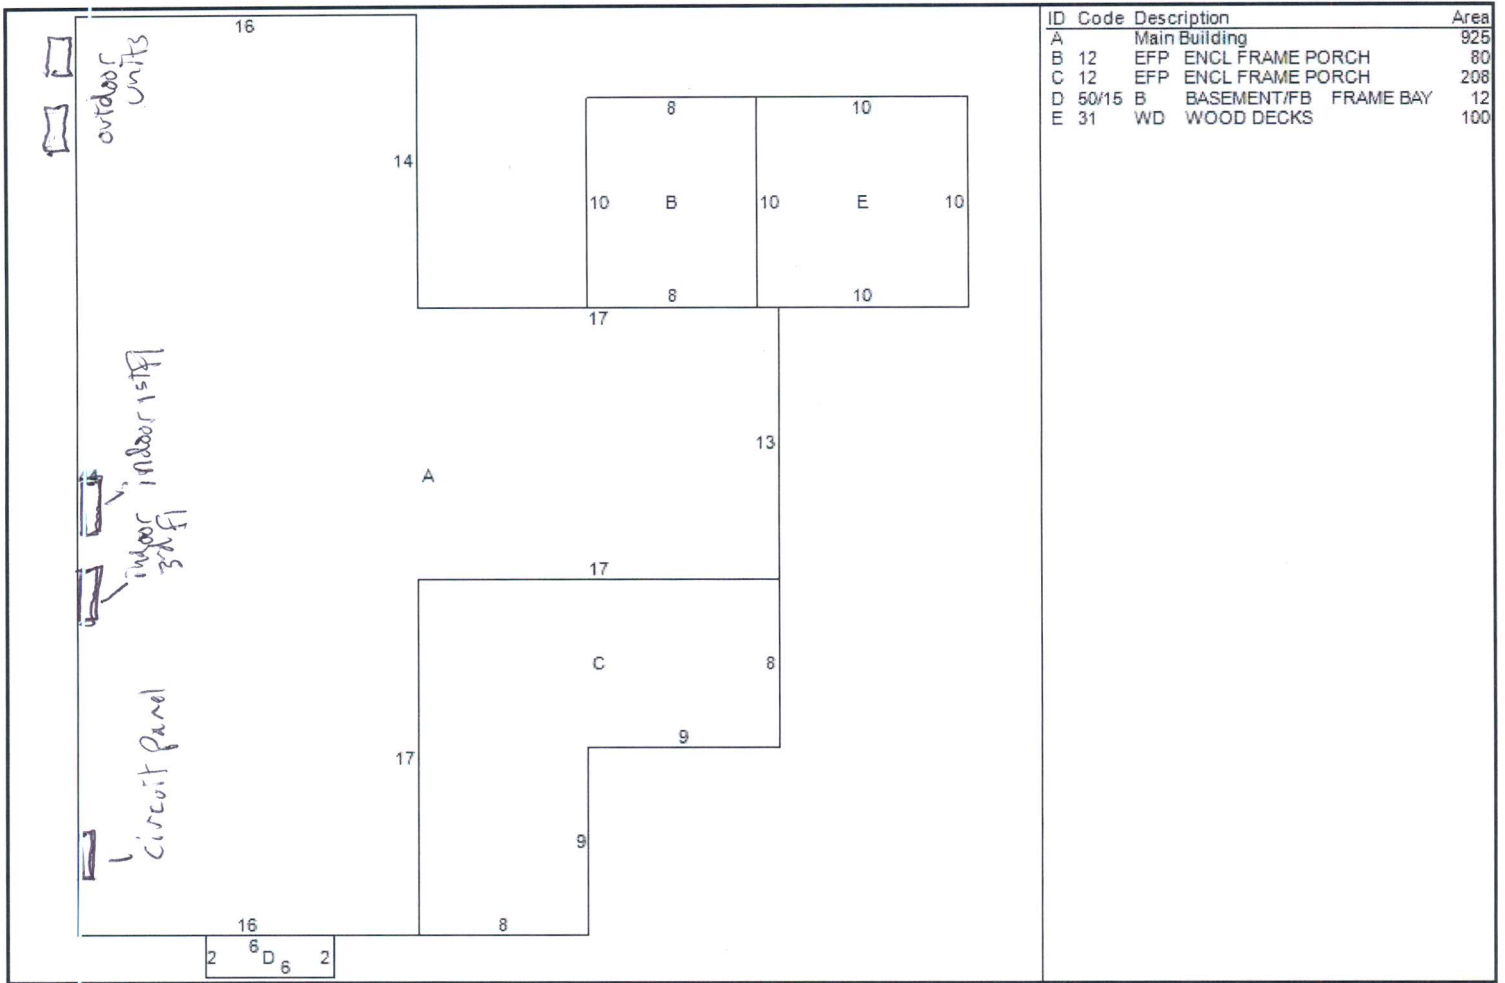 ID Code Description Area
A Main Building 925
B 12 EFP ENCL FRAME PORCH 80
C 12 EFP ENCL FRAME PORCH 208
D 50/15 B BASEMENT/FB FRAME BAY 12
E 31 WD WOOD DECKS 100
16
outdoor
units
8
10
14
10
B
10
E
10
8
10
17
indoor 1st Fl
13
A
indoor
3rd Fl
17
C
8
circuit panel
9
17
9
16
8
2
6
D
6
2